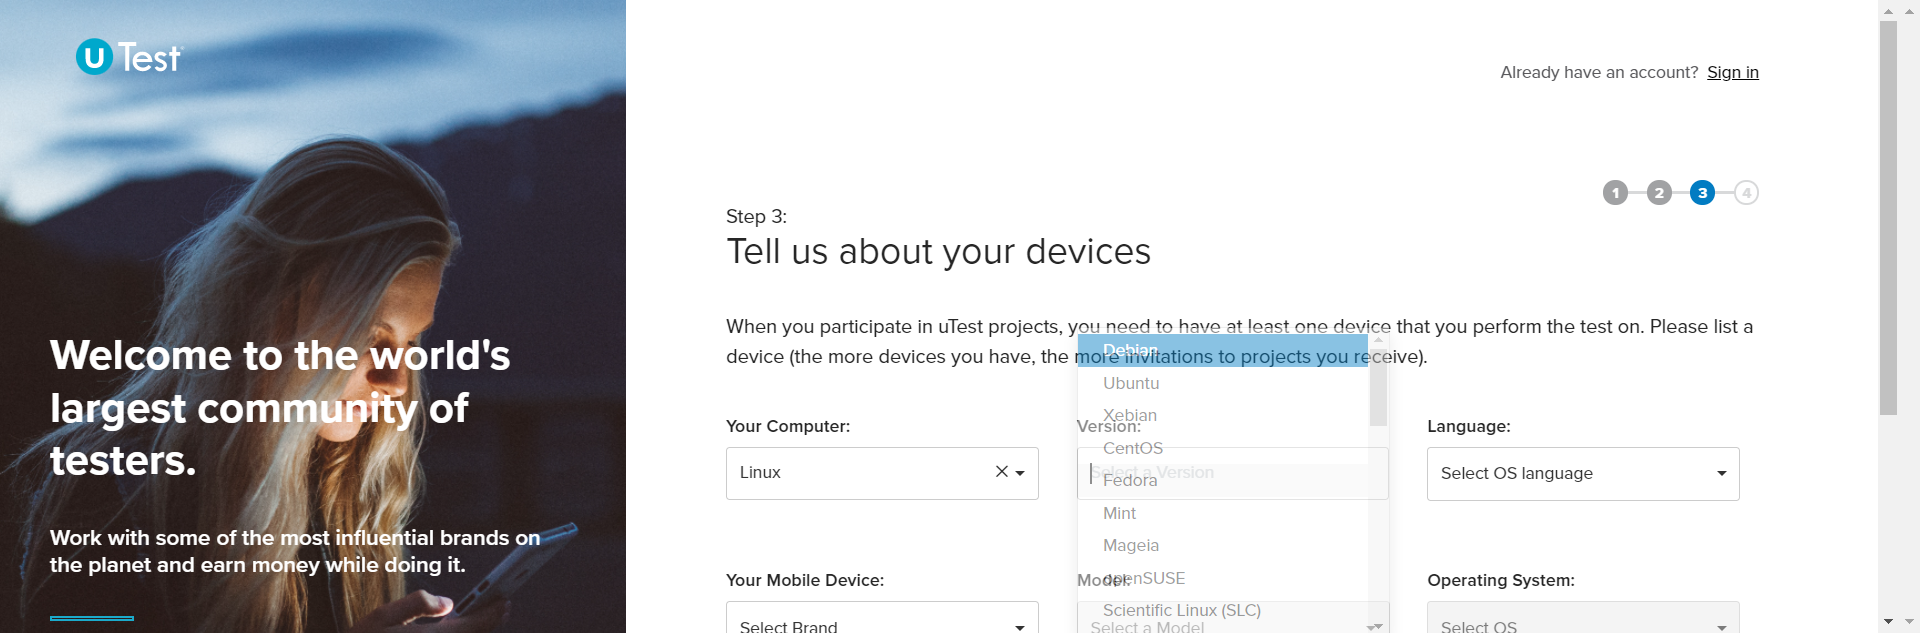 U Test
Already have an account? Sign in
1 2 3 4
Step 3:
Tell us about your devices
When you participate in uTest projects, you need to have at least one device that you perform the test on. Please list a
device (the more devices you have, the more invitations to projects you receive).
Welcome to the world's
largest community of
testers.
Work with some of the most influential brands on
the planet and earn money while doing it.
Your Computer:
Linux
Version:
Select a Version
Debian
Ubuntu
Xebian
CentOS
Fedora
Mint
Mageia
openSUSE
Scientific Linux (SLC)
Language:
Select OS language
Your Mobile Device:
Select Brand
Model:
Select a Model
Operating System:
Select OS